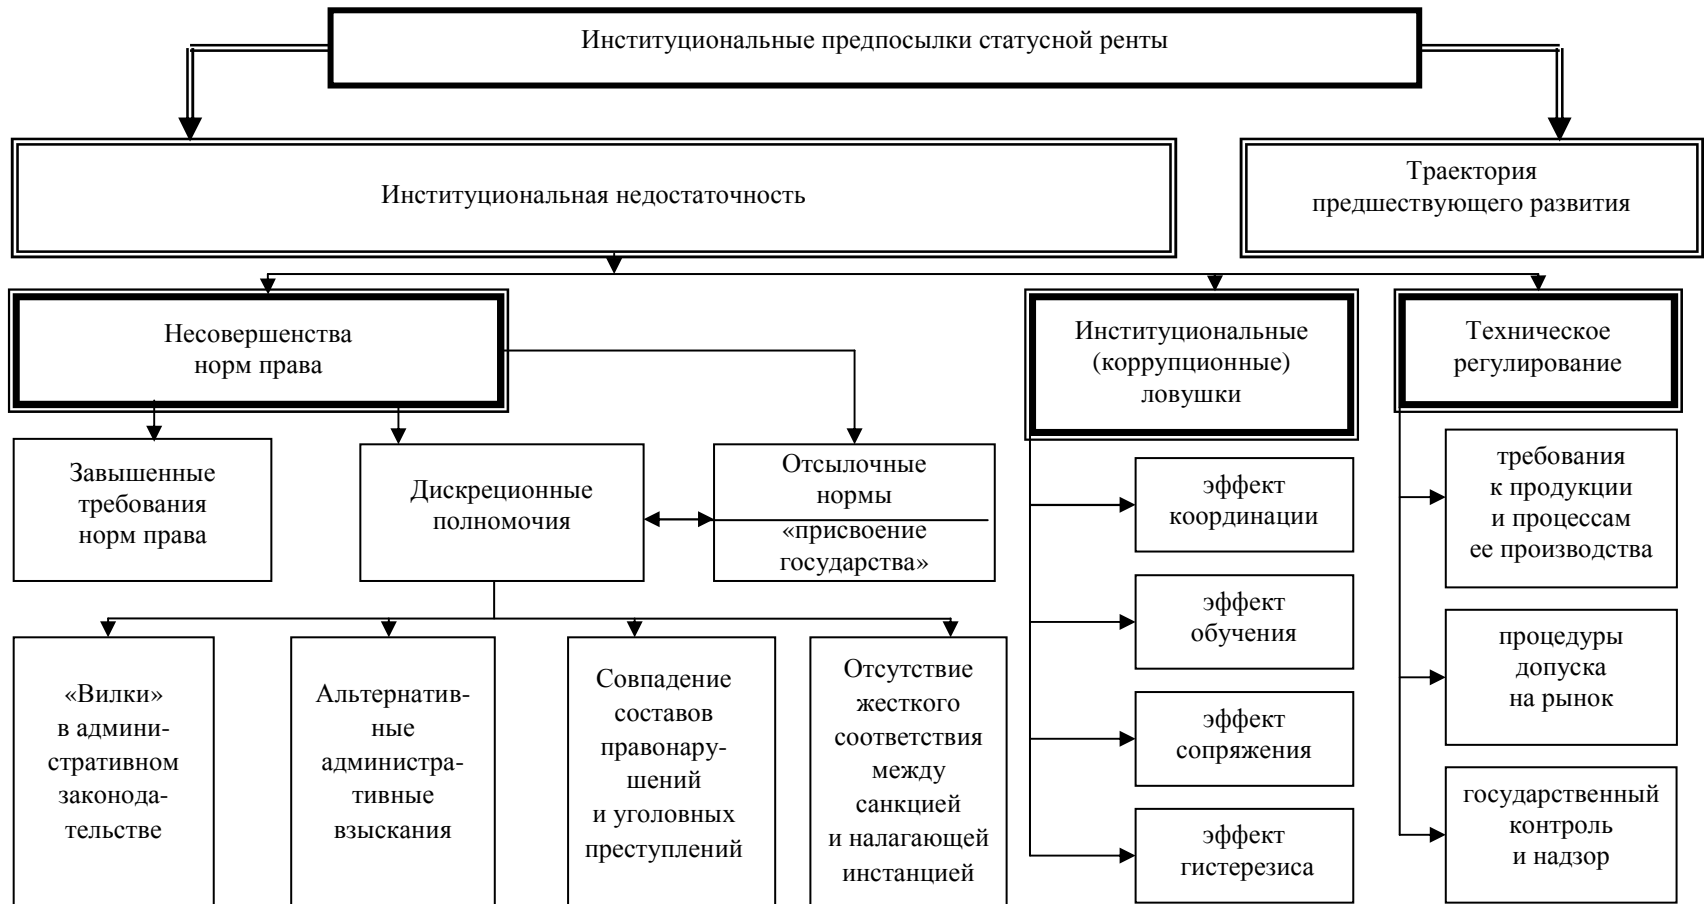 Институциональные предпосылки статусной ренты
Институциональная недостаточность
Траектория
предшествующего развития
Несовершенства
норм права
Институциональные
(коррупционные)
ловушки
Техническое
регулирование
Завышенные
требования
норм права
Дискреционные
полномочия
Отсылочные
нормы
«присвоение
государства»
эффект
координации
эффект
обучения
эффект
сопряжения
эффект
гистерезиса
требования
к продукции
и процессам
ее производства
процедуры
допуска
на рынок
государственный
контроль
и надзор
«Вилки»
в админи-
стративном
законода-
тельстве
Альтернатив-
ные
администра-
тивные
взыскания
Совпадение
составов
правонару-
шений
и уголовных
преступлений
Отсутствие
жесткого
соответствия
между
санкцией
и налагающей
инстанцией